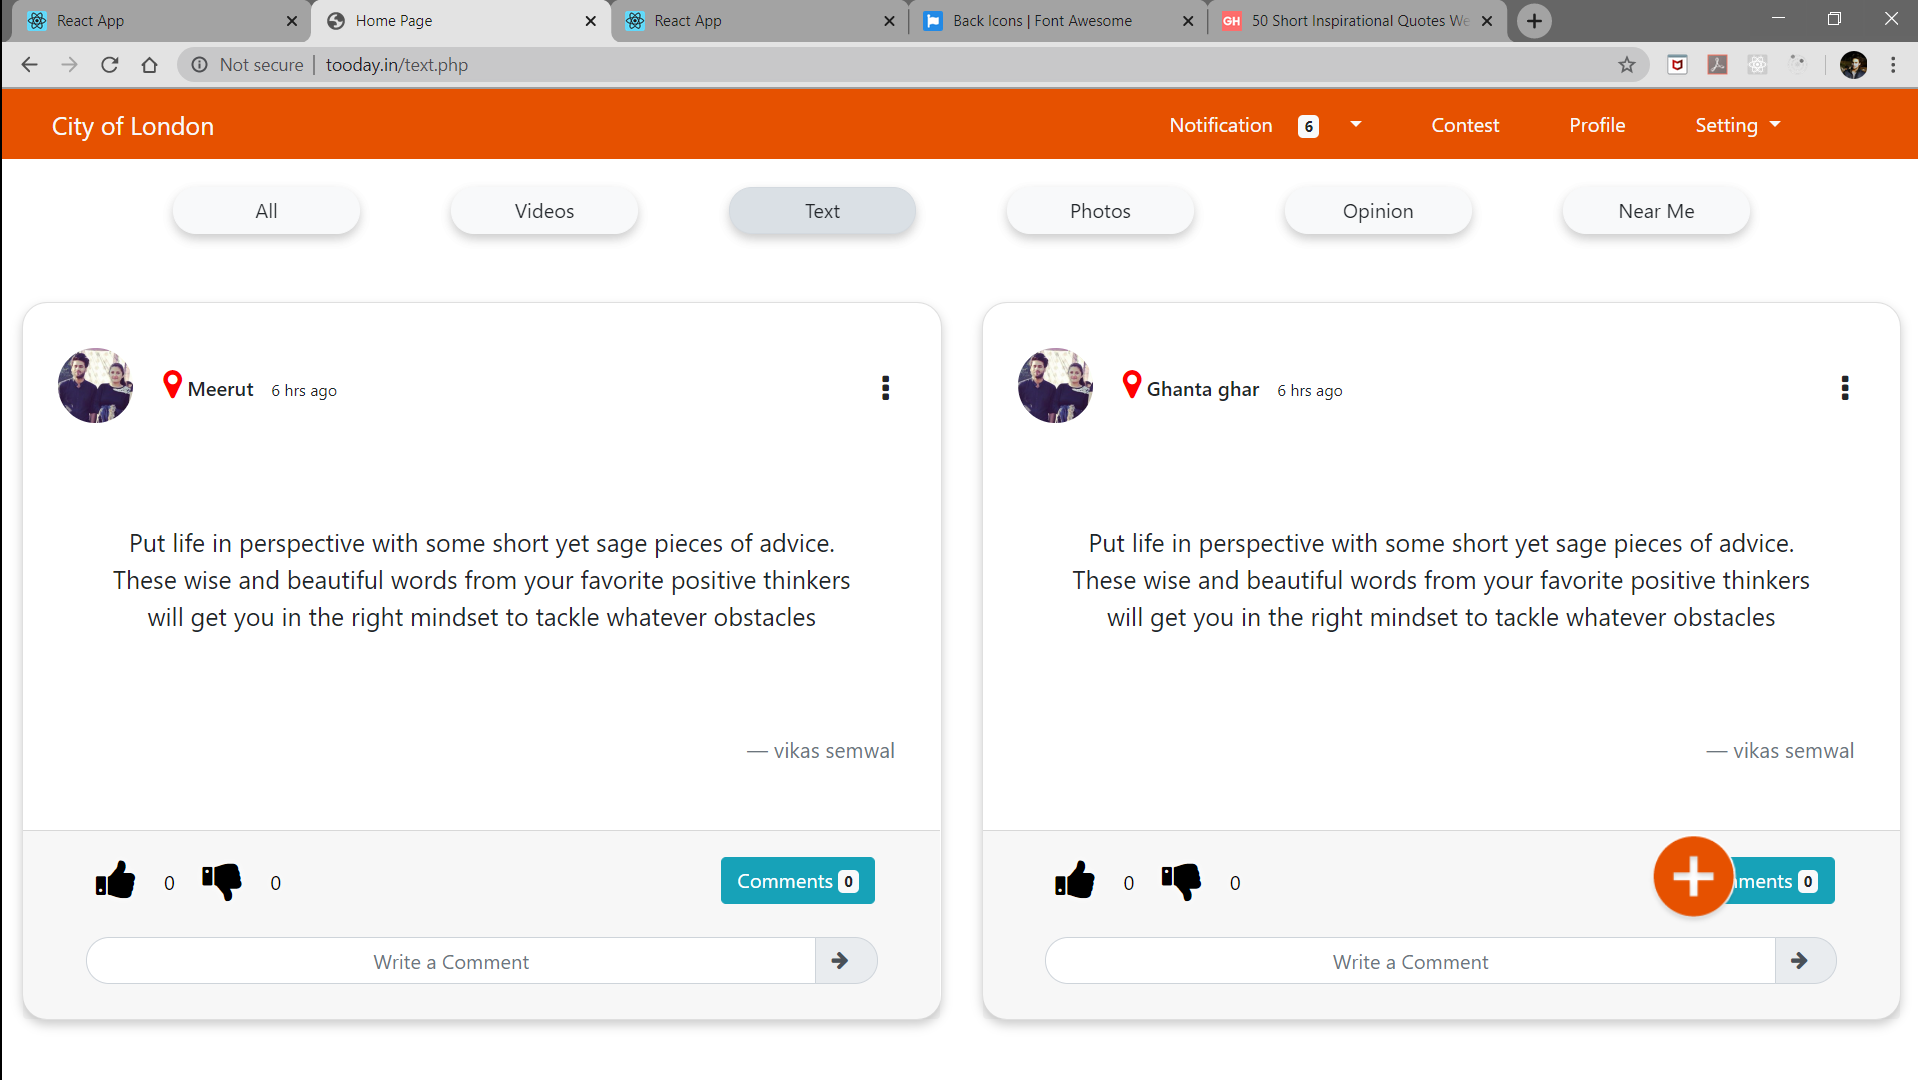 React App
Home Page
React App
Back Icons | Font Awesome
GH 50 Short Inspirational Quotes We
Not secure | tooday.in/text.php
City of London
Notification 6
Contest
Profile
Setting
All
Videos
Text
Photos
Opinion
Near Me
Meerut 6 hrs ago
Put life in perspective with some short yet sage pieces of advice.
These wise and beautiful words from your favorite positive thinkers
will get you in the right mindset to tackle whatever obstacles
— vikas semwal
0 0 Comments 0
Write a Comment
Ghanta ghar 6 hrs ago
Put life in perspective with some short yet sage pieces of advice.
These wise and beautiful words from your favorite positive thinkers
will get you in the right mindset to tackle whatever obstacles
— vikas semwal
0 0 ments 0
Write a Comment